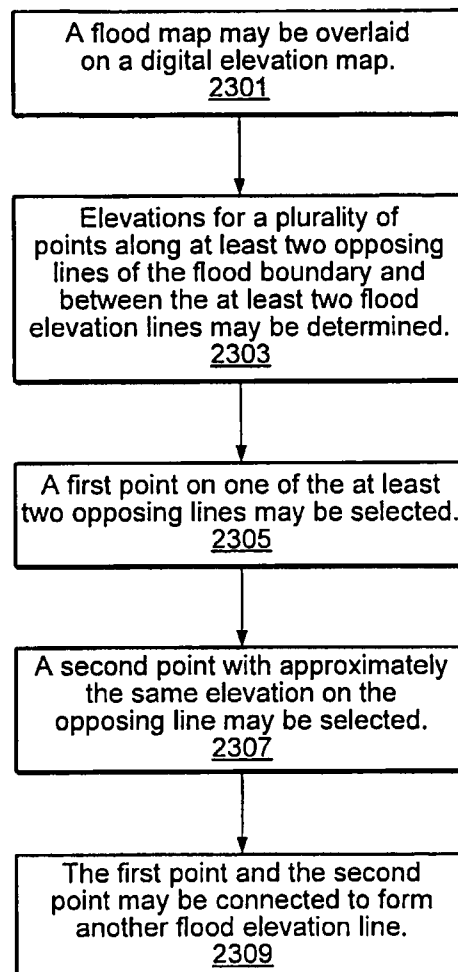 A flood map may be overlaid
on a digital elevation map.
2301
Elevations for a plurality of
points along at least two opposing
lines of the flood boundary and
between the at least two flood
elevation lines may be determined.
2303
A first point on one of the at least
two opposing lines may be selected.
2305
A second point with approximately
the same elevation on the
opposing line may be selected.
2307
The first point and the second
point may be connected to form
another flood elevation line.
2309